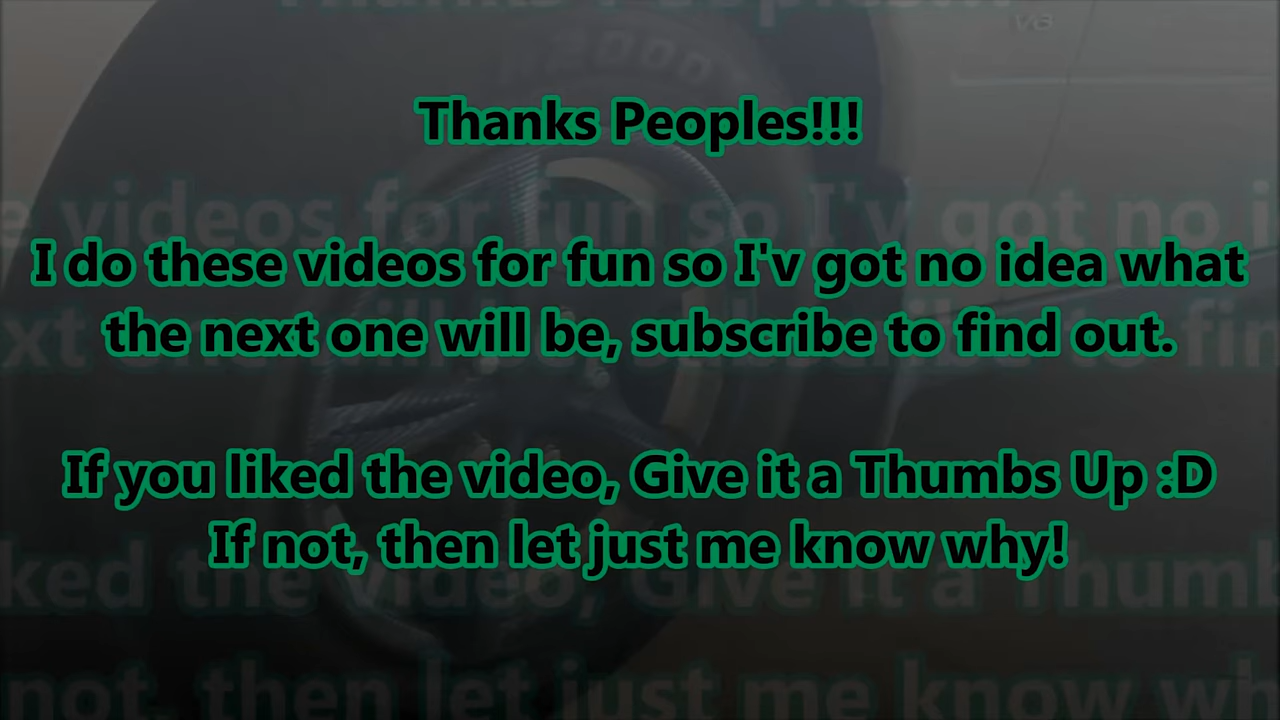 Thanks Peoples!!!
I do these videos for fun so I'v got no idea what
the next one will be, subscribe to find out.
If you liked the video, Give it a Thumbs Up :D
If not, then let just me know why!
V8